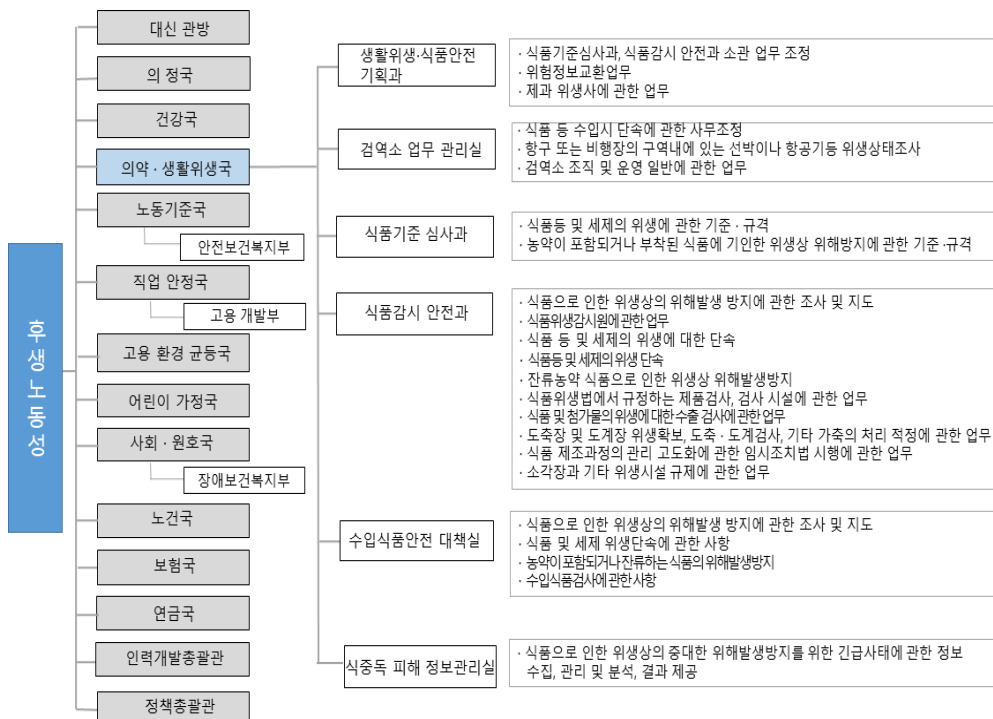 후생노동성
대신 관방
의 정국
건강국
의약 · 생활위생국
노동기준국
안전보건복지부
직업 안정국
고용 개발부
고용 환경 균등국
어린이 가정국
사회 · 원호국
장애보건복지부
노건국
보험국
연금국
인력개발총괄관
정책총괄관
생활위생·식품안전
기획과
· 식품기준심사과, 식품감시 안전과 소관 업무 조정
· 위험정보교환업무
· 제과 위생사에 관한 업무
검역소 업무 관리실
· 식품 등 수입시 단속에 관한 사무조정
· 항구 또는 비행장의 구역내에 있는 선박이나 항공기등 위생상태조사
· 검역소 조직 및 운영 일반에 관한 업무
식품기준 심사과
· 식품등 및 세제의 위생에 관한 기준 · 규격
· 농약이 포함되거나 부착된 식품에 기인한 위생상 위해방지에 관한 기준 ·규격
식품감시 안전과
· 식품으로 인한 위생상의 위해발생 방지에 관한 조사 및 지도
· 식품위생감시원에 관한 업무
· 식품 등 및 세제의 위생에 대한 단속
· 식품등 및 세제의 위생 단속
· 잔류농약 식품으로 인한 위생상 위해발생방지
· 식품위생법에서 규정하는 제품검사, 검사 시설에 관한 업무
· 식품 및 첨가물의 위생에 대한 수출 검사에 관한 업무
· 도축장 및 도계장 위생확보, 도축 · 도계검사, 기타 가축의 처리 적정에 관한 업무
· 식품 제조과정의 관리 고도화에 관한 임시조치법 시행에 관한 업무
· 소각장과 기타 위생시설 규제에 관한 업무
수입식품안전 대책실
· 식품으로 인한 위생상의 위해발생 방지에 관한 조사 및 지도
· 식품 및 세제 위생단속에 관한 사항
· 농약이 포함되거나 잔류하는 식품의 위해발생방지
· 수입식품검사에 관한 사항
식중독 피해 정보관리실
· 식품으로 인한 위생상의 중대한 위해발생방지를 위한 긴급사태에 관한 정보
수집, 관리 및 분석, 결과 제공